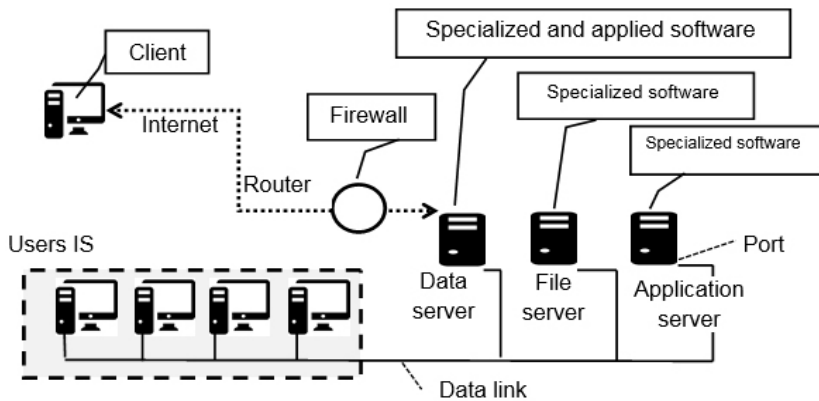 Specialized and applied software
Client
Specialized software
Firewall
Internet
Specialized software
Router
Users IS
Port
Data
server
File
server
Application
server
Data link